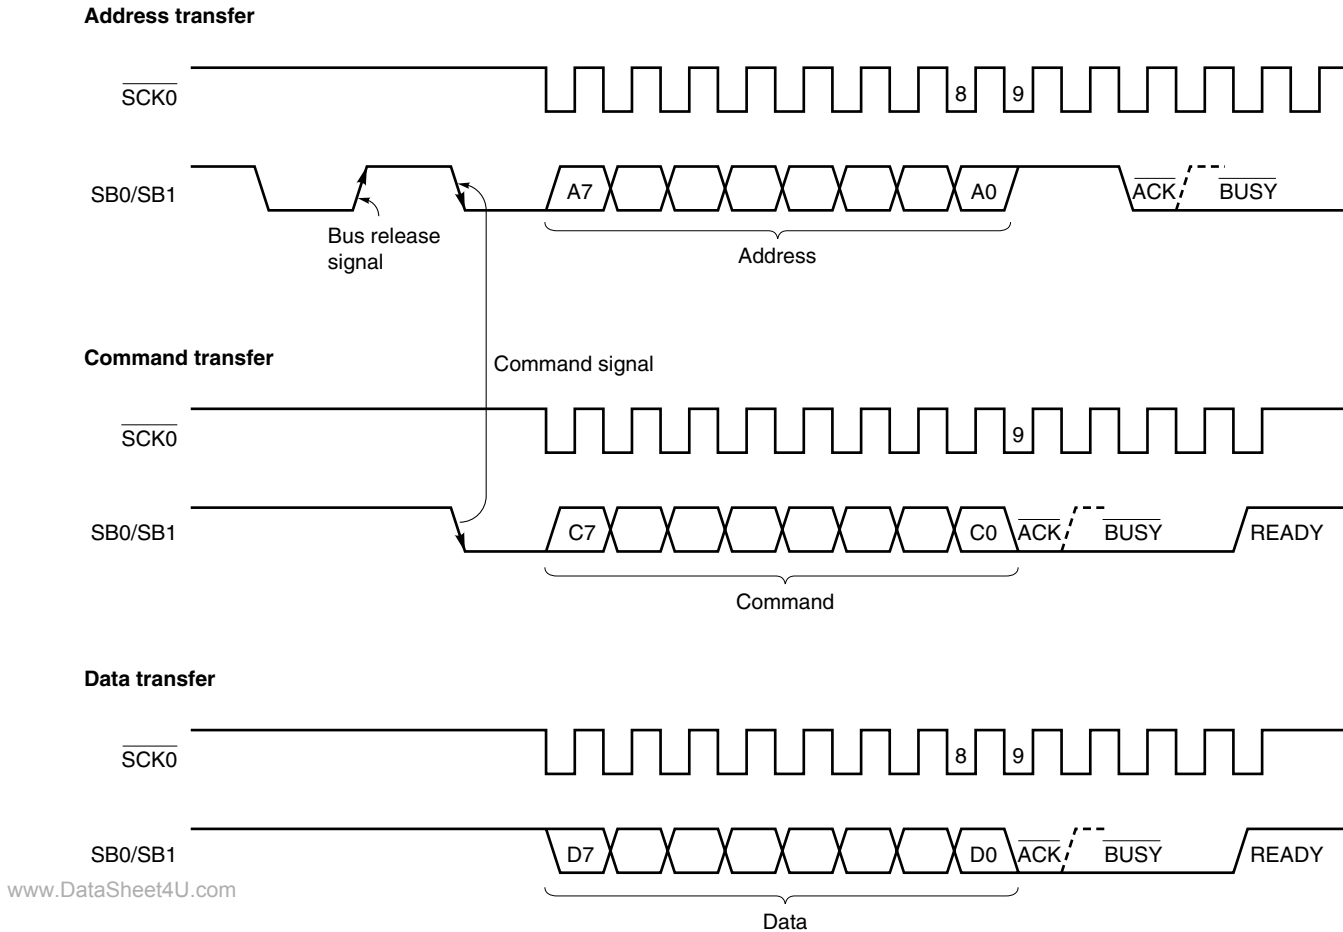 Address transfer
SCK0
8 9
SB0/SB1
A7 A0 ACK BUSY
Bus release
signal
Address
Command transfer
Command signal
SCK0
9
SB0/SB1
C7 C0 ACK BUSY READY
Command
Data transfer
SCK0
8 9
SB0/SB1
D7 D0 ACK BUSY READY
www.DataSheet4U.com
Data